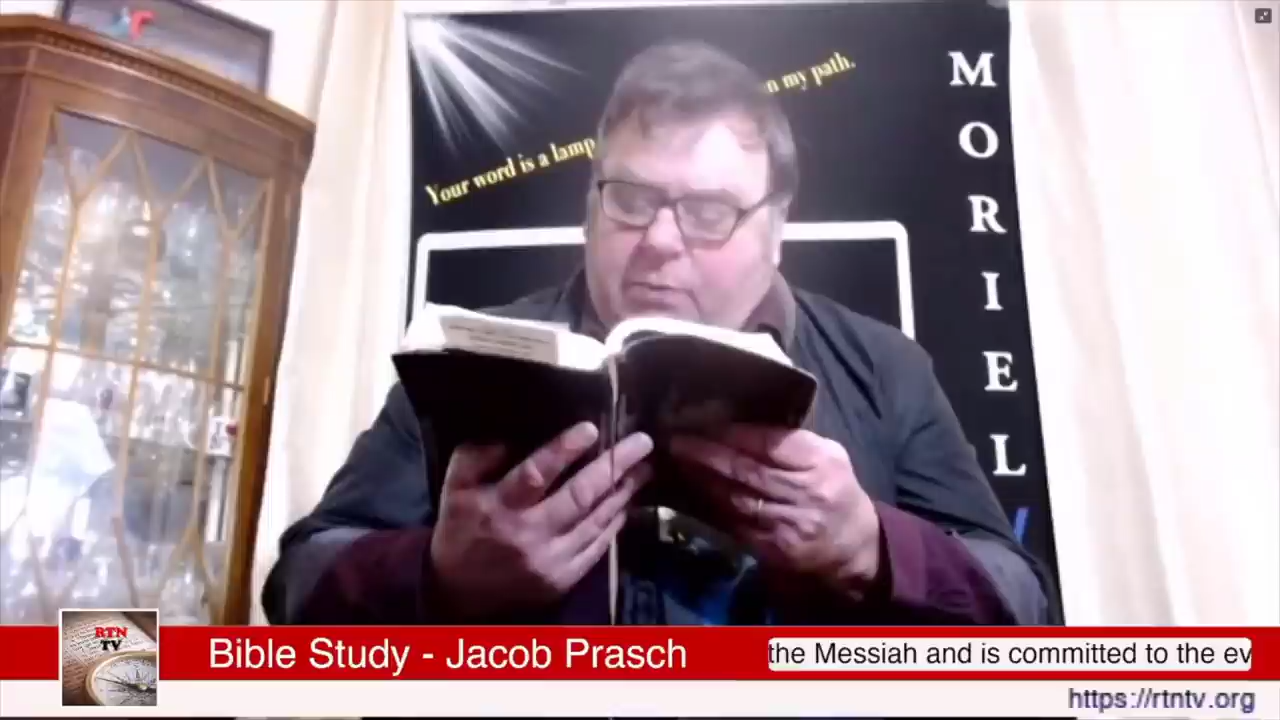 Your word is a lamp
n my path.
MORIEL
RTN
TV
Bible Study - Jacob Prasch
the Messiah and is committed to the ev
https://rtntv.org